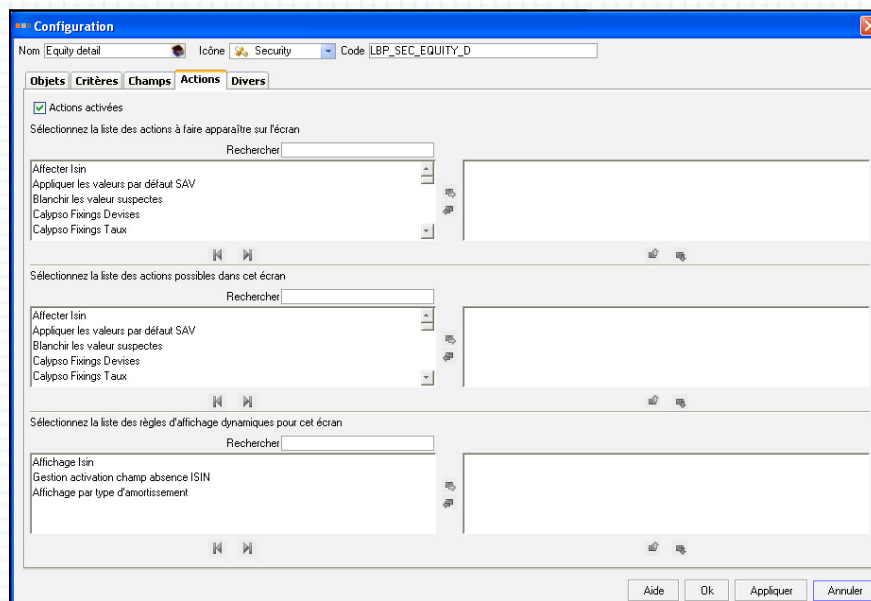 Configuration
Nom Equity detail Icône Security Code LBP_SEC_EQUITY_D
Objets Critères Champs Actions Divers
Actions activées
Sélectionnez la liste des actions à faire apparaître sur l'écran
Rechercher
Affecter Isin
Appliquer les valeurs par défaut SAV
Blanchir les valeur suspectes
Calypso Fixings Devises
Calypso Fixings Taux
Sélectionnez la liste des actions possibles dans cet écran
Rechercher
Affecter Isin
Appliquer les valeurs par défaut SAV
Blanchir les valeur suspectes
Calypso Fixings Devises
Calypso Fixings Taux
Sélectionnez la liste des règles d'affichage dynamiques pour cet écran
Rechercher
Affichage Isin
Gestion activation champ absence ISIN
Affichage par type d'amortissement
Aide Ok Appliquer Annuler